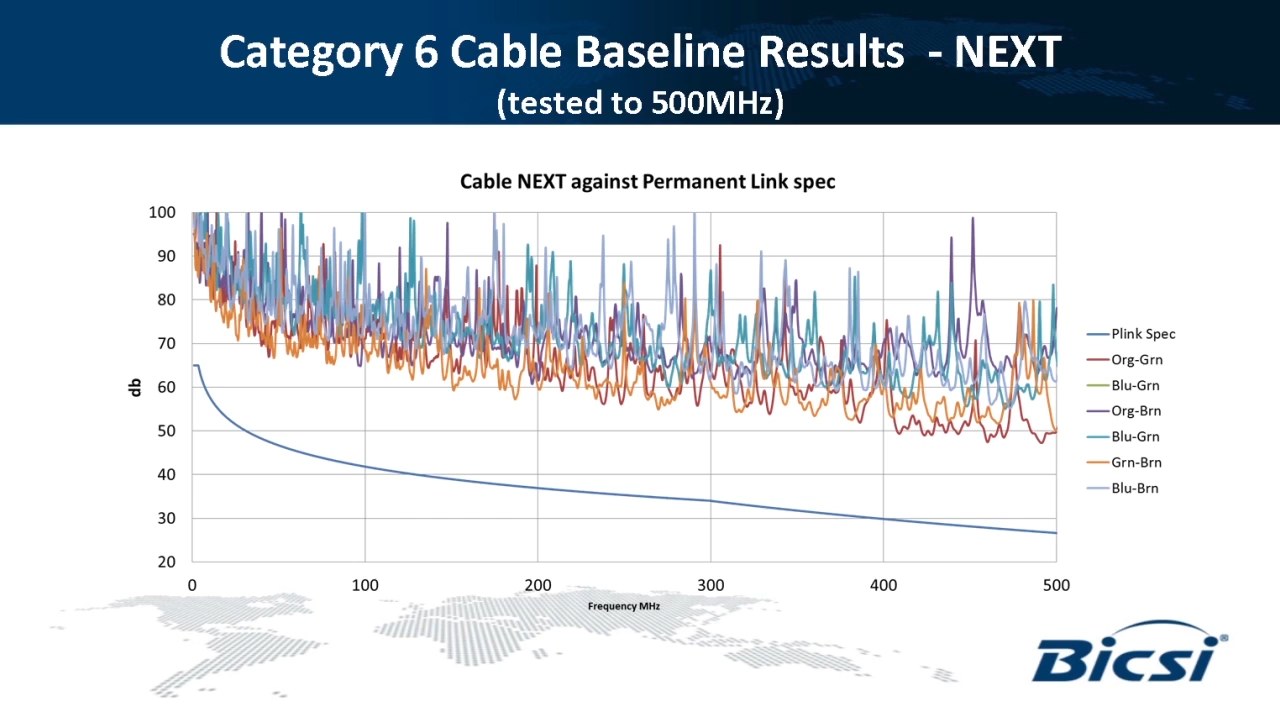 Category 6 Cable Baseline Results - NEXT
(tested to 500MHz)
Cable NEXT against Permanent Link spec
100
90
80
70
60
50
40
30
20
db
0 100 200 300 400 500
Frequency MHz
Plink Spec
Org-Grn
Blu-Grn
Org-Brn
Blu-Grn
Grn-Brn
Blu-Brn
Bicsi®